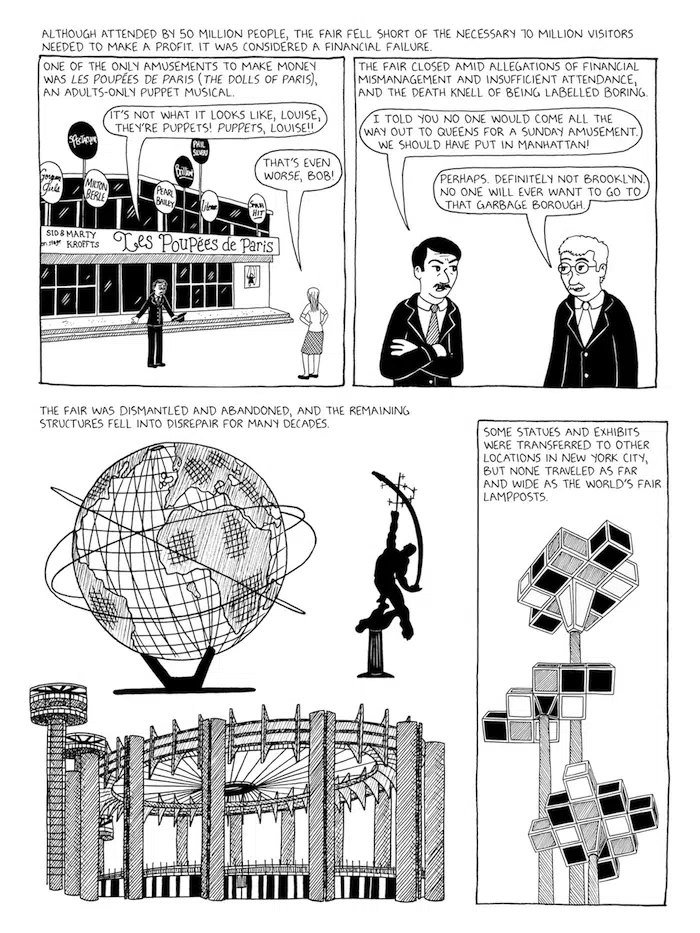 ALTHOUGH ATTENDED BY 50 MILLION PEOPLE, THE FAIR FELL SHORT OF THE NECESSARY 70 MILLION VISITORS
NEEDED TO MAKE A PROFIT. IT WAS CONSIDERED A FINANCIAL FAILURE.
ONE OF THE ONLY AMUSEMENTS TO MAKE MONEY
WAS LES POUPÉES DE PARIS (THE DOLLS OF PARIS),
AN ADULTS-ONLY PUPPET MUSICAL.
IT'S NOT WHAT IT LOOKS LIKE, LOUISE,
THEY'RE PUPPETS! PUPPETS, LOUISE!!
THAT'S EVEN
WORSE, BOB!
Spectacular
PHIL
SILVERS
Girls
MILTON
BERLE
PEARL
BAILEY
HIT
SID & MARTY
KROFFTS
on stage
Les Poupées de Paris
THE FAIR CLOSED AMID ALLEGATIONS OF FINANCIAL
MISMANAGEMENT AND INSUFFICIENT ATTENDANCE,
AND THE DEATH KNELL OF BEING LABELLED BORING.
I TOLD YOU NO ONE WOULD COME ALL THE
WAY OUT TO QUEENS FOR A SUNDAY AMUSEMENT.
WE SHOULD HAVE PUT IN MANHATTAN!
PERHAPS. DEFINITELY NOT BROOKLYN.
NO ONE WILL EVER WANT TO GO TO
THAT GARBAGE BOROUGH.
THE FAIR WAS DISMANTLED AND ABANDONED, AND THE REMAINING
STRUCTURES FELL INTO DISREPAIR FOR MANY DECADES.
SOME STATUES AND EXHIBITS
WERE TRANSFERRED TO OTHER
LOCATIONS IN NEW YORK CITY,
BUT NONE TRAVELED AS FAR
AND WIDE AS THE WORLD'S FAIR
LAMPPOSTS.